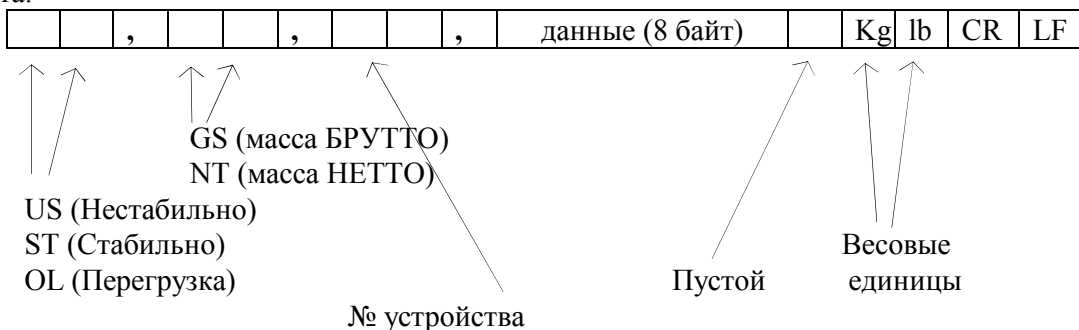 , , , данные (8 байт) Kg lb CR LF
GS (масса БРУТТО)
NT (масса НЕТТО)
US (Нестабильно)
ST (Стабильно)
OL (Перегрузка)
Весовые
единицы
Пустой
№ устройства